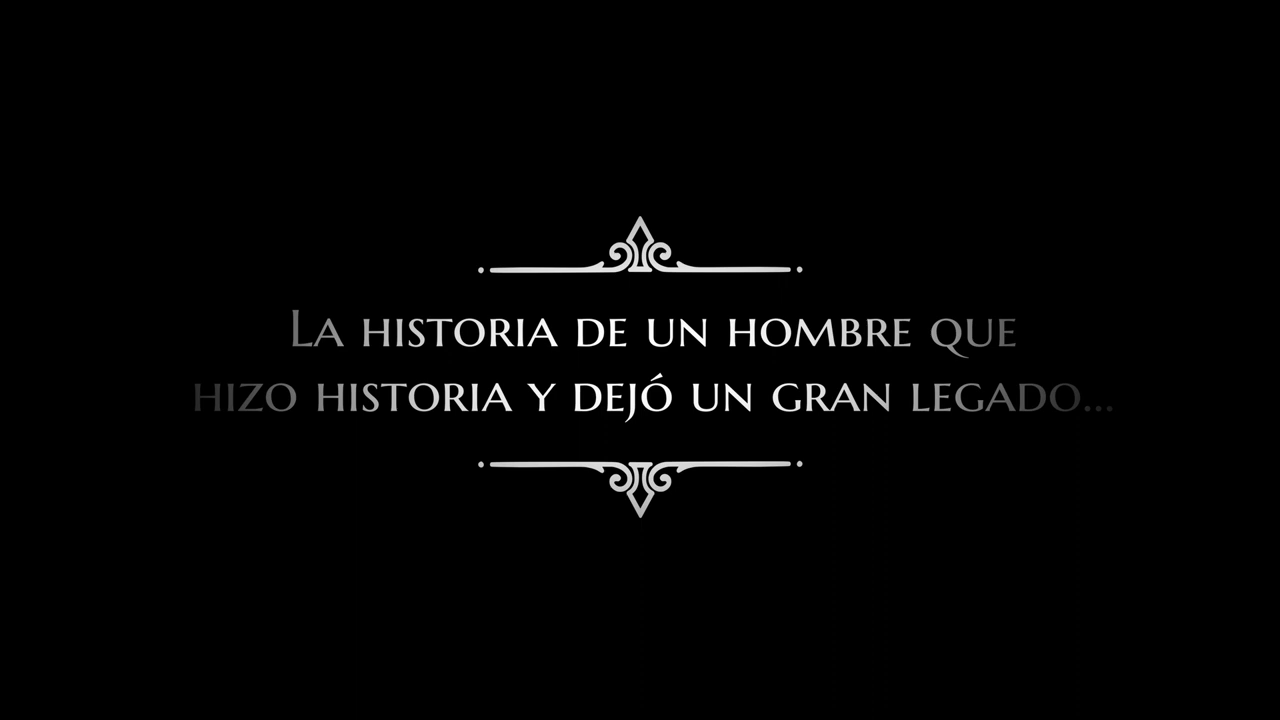 La historia de un hombre que
hizo historia y dejó un gran legado...